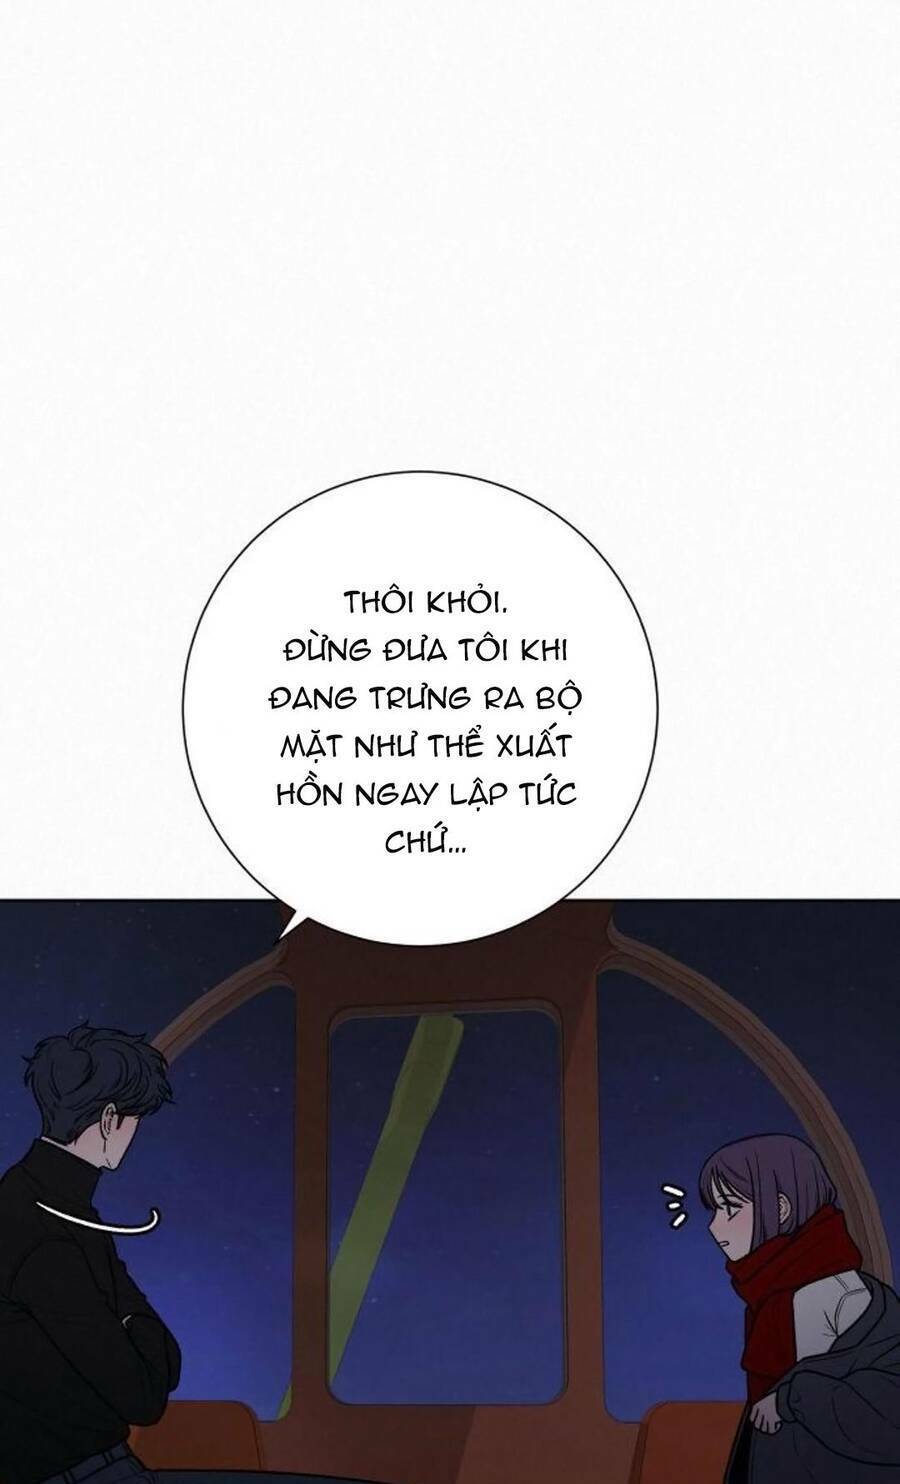 THÔI KHỎI.
ĐỪNG ĐƯA TÔI KHI
ĐANG TRƯNG RA BỘ
MẶT NHƯ THỂ XUẤT
HỒN NGAY LẬP TỨC
CHỨ...